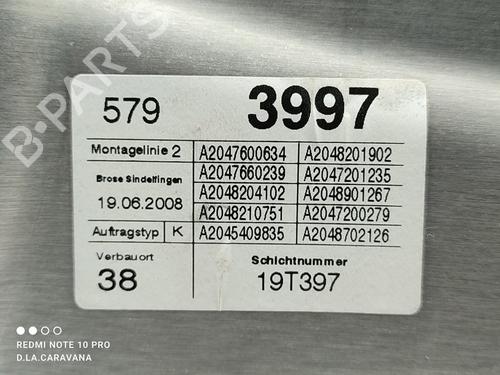 B-PARTS
579 3997
Montagelinie 2 A2047600634 A2048201902
A2047660239 A2047201235
Brose Sindelfingen
A2048204102 A2048901267
19.06.2008
A2048210751 A2047200279
Auftragstyp K A2045409835 A2048702126
Verbauort Schichtnummer
38 19T397
REDMI NOTE 10 PRO
D.LA.CARAVANA